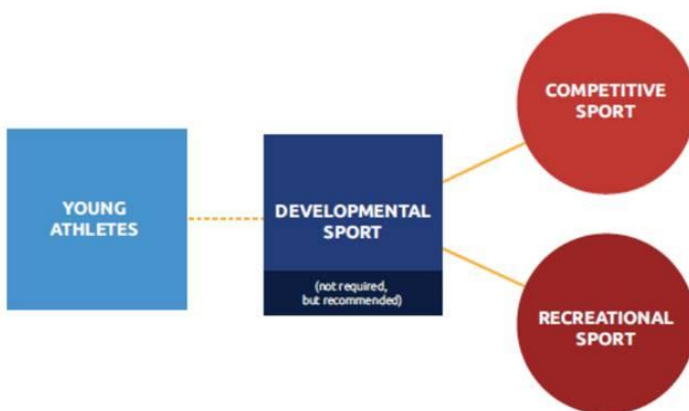 YOUNG
ATHLETES
DEVELOPMENTAL
SPORT
(not required,
but recommended)
COMPETITIVE
SPORT
RECREATIONAL
SPORT